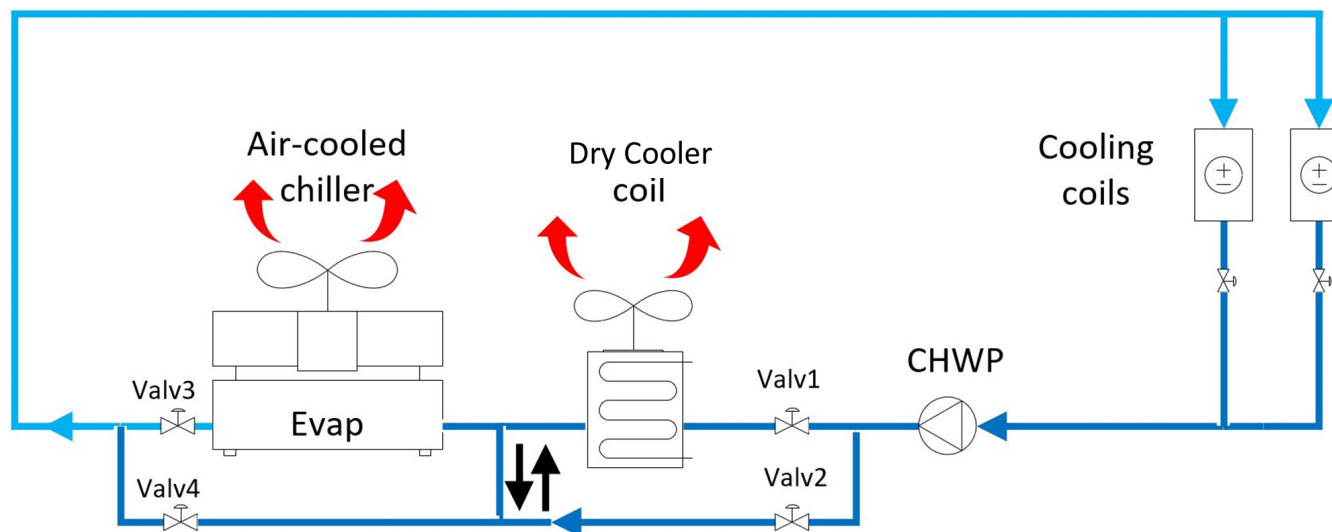 Air-cooled
chiller
Dry Cooler
coil
Cooling
coils
CHWP
Valv3
Evap
Valv1
Valv4
Valv2